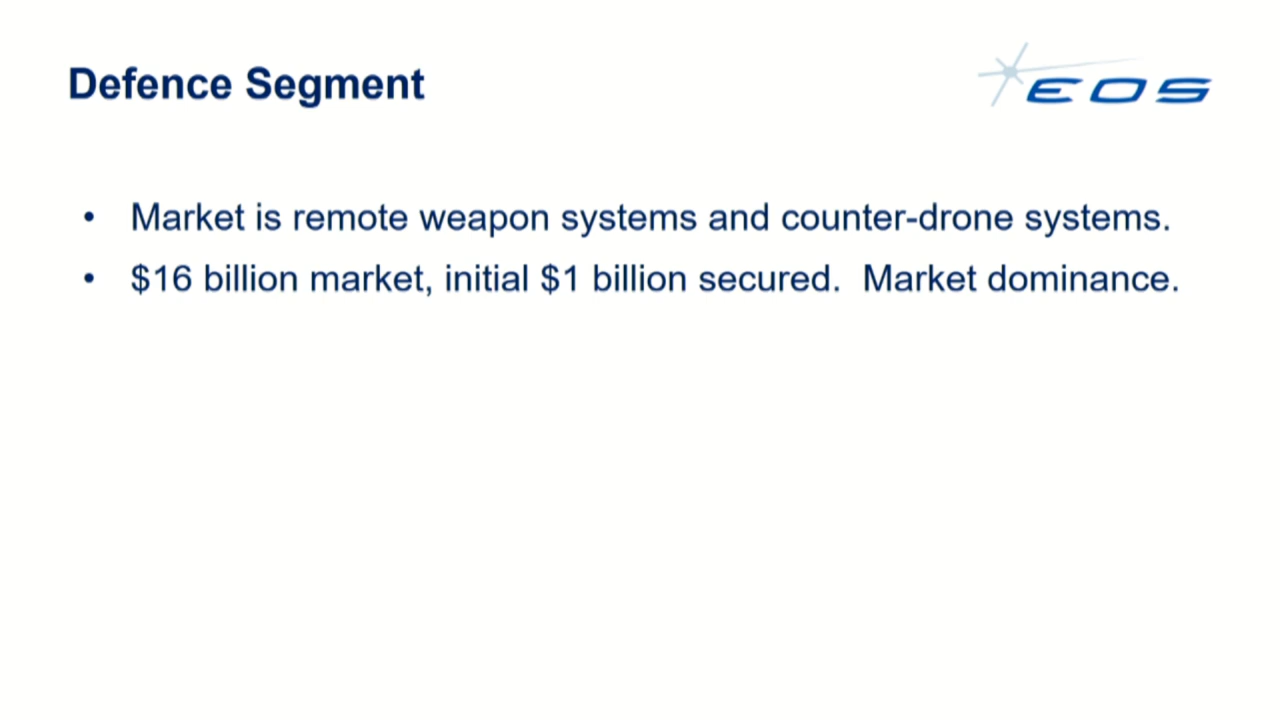 Defence Segment
EOS
• Market is remote weapon systems and counter-drone systems.
• $16 billion market, initial $1 billion secured.  Market dominance.